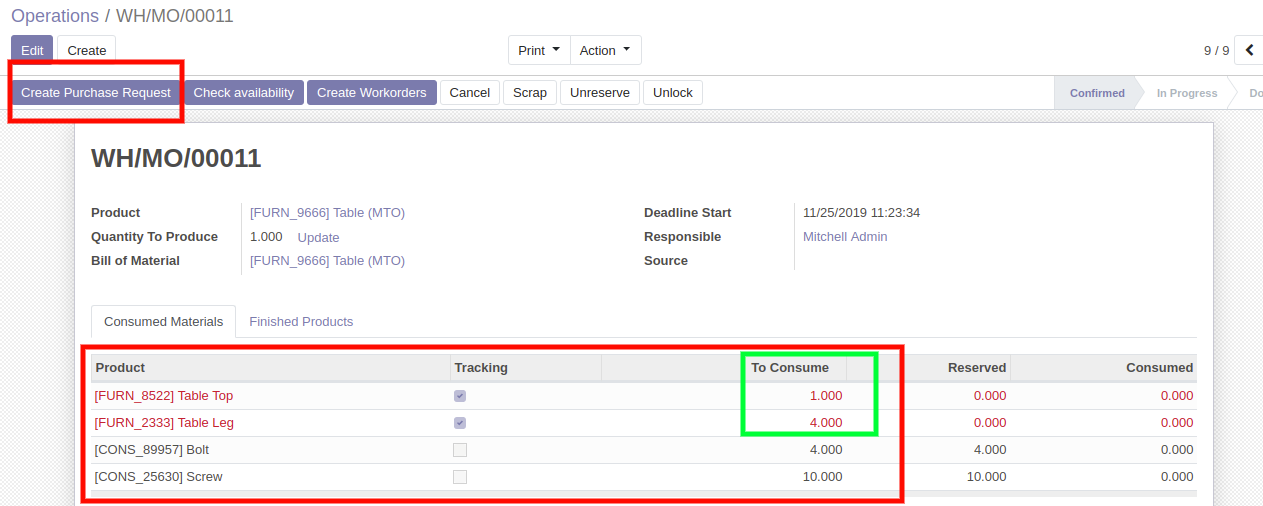 Operations / WH/MO/00011
Edit Create Print Action 9 / 9
Create Purchase Request Check availability Create Workorders Cancel Scrap Unreserve Unlock Confirmed In Progress Do
WH/MO/00011
Product [FURN_9666] Table (MTO) Deadline Start 11/25/2019 11:23:34
Quantity To Produce 1.000 Update Responsible Mitchell Admin
Bill of Material [FURN_9666] Table (MTO) Source
Consumed Materials Finished Products
Product Tracking To Consume Reserved Consumed
[FURN_8522] Table Top 1.000 0.000 0.000
[FURN_2333] Table Leg 4.000 0.000 0.000
[CONS_89957] Bolt 4.000 4.000 0.000
[CONS_25630] Screw 10.000 10.000 0.000